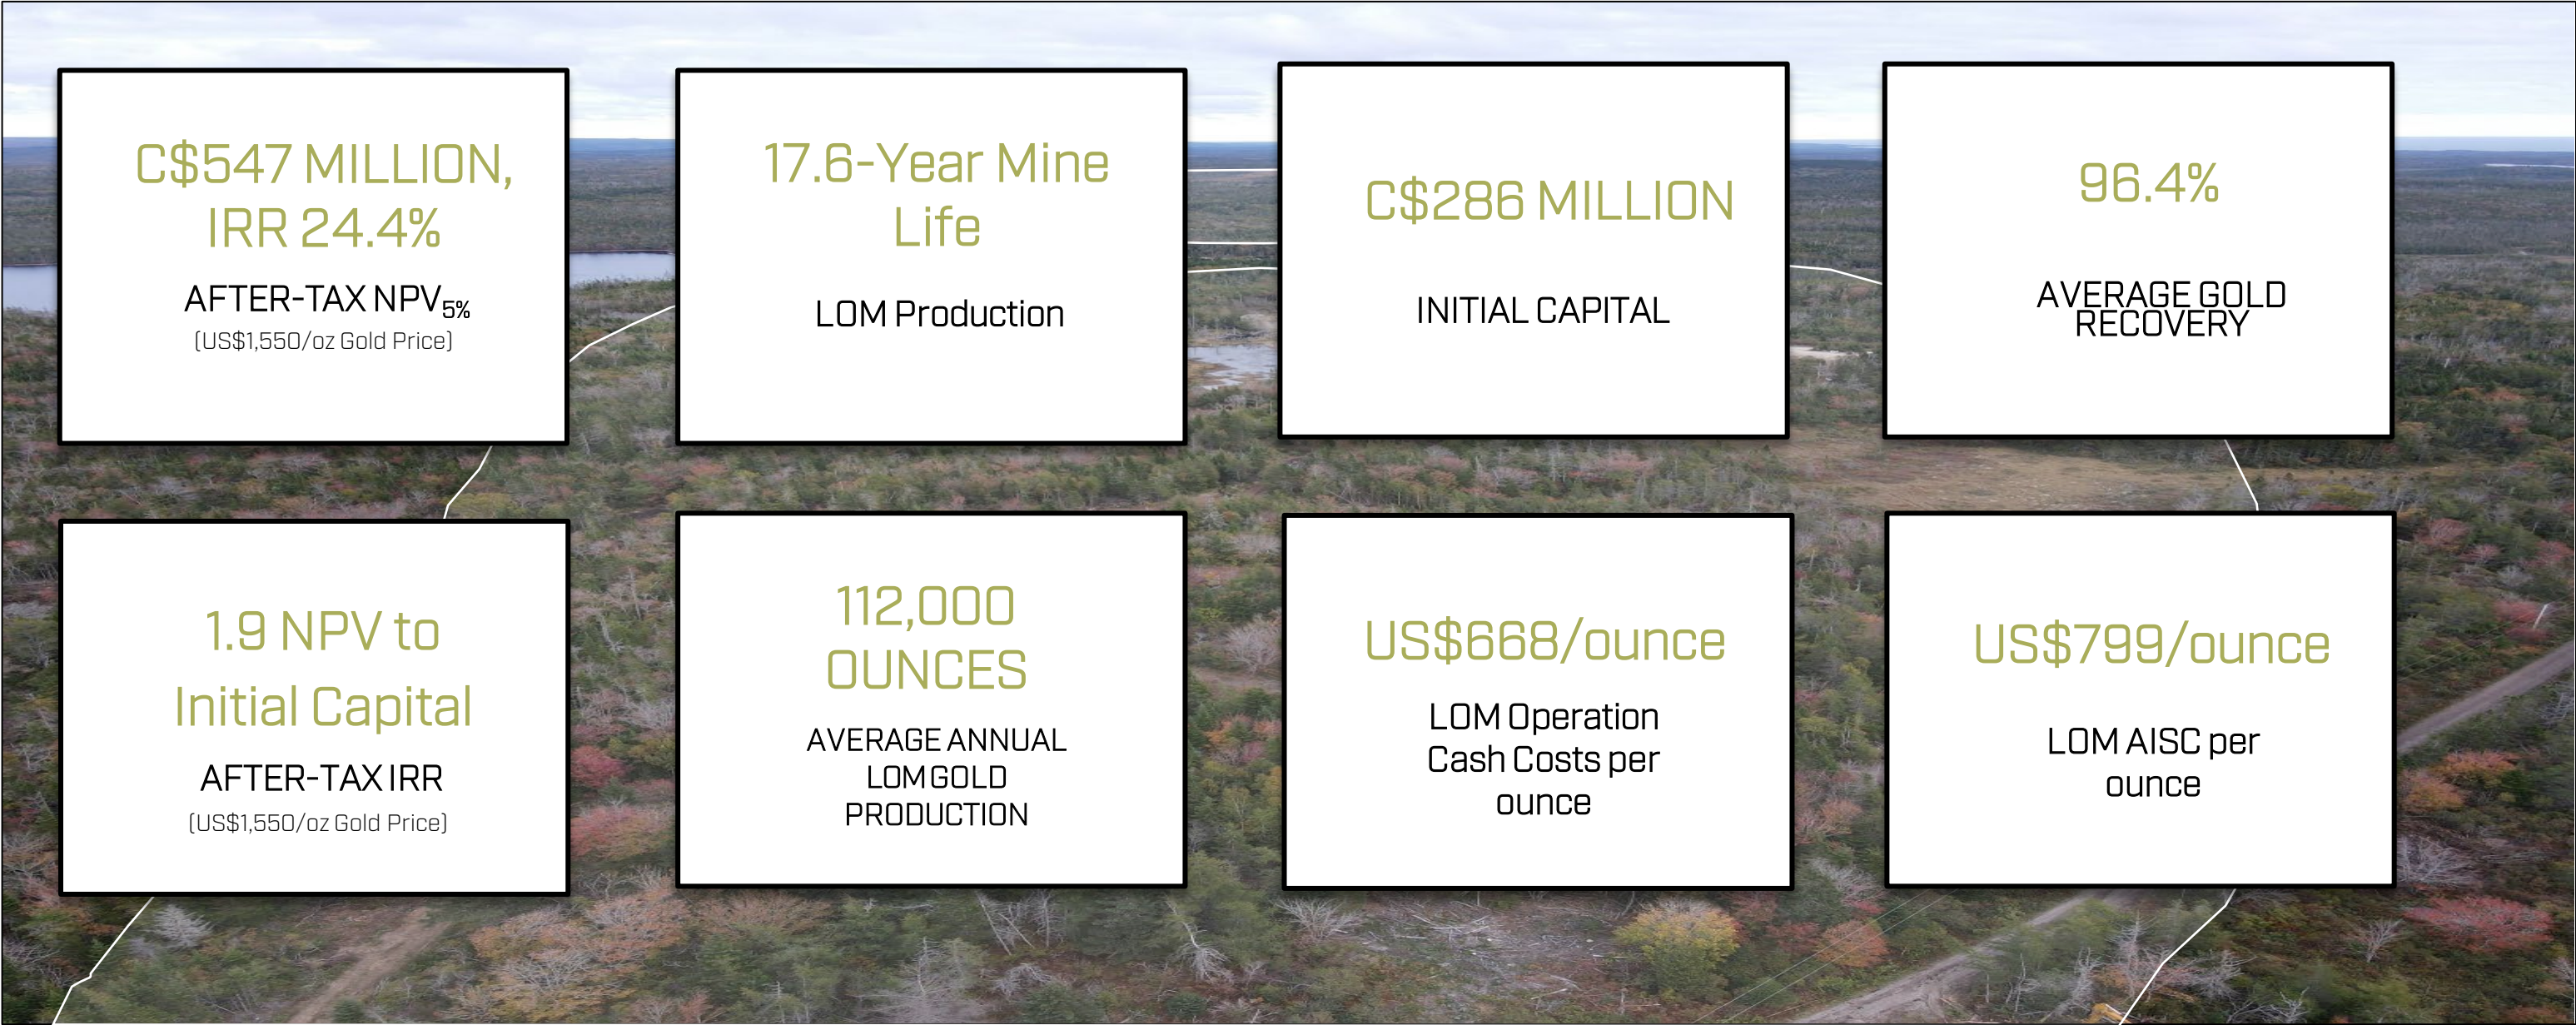 C$547 MILLION,
IRR 24.4%
AFTER-TAX NPV5%
(US$1,550/oz Gold Price)
17.6-Year Mine
Life
LOM Production
C$286 MILLION
INITIAL CAPITAL
96.4%
AVERAGE GOLD
RECOVERY
1.9 NPV to
Initial Capital
AFTER-TAX IRR
(US$1,550/oz Gold Price)
112,000
OUNCES
AVERAGE ANNUAL
LOM GOLD
PRODUCTION
US$668/ounce
LOM Operation
Cash Costs per
ounce
US$799/ounce
LOM AISC per
ounce